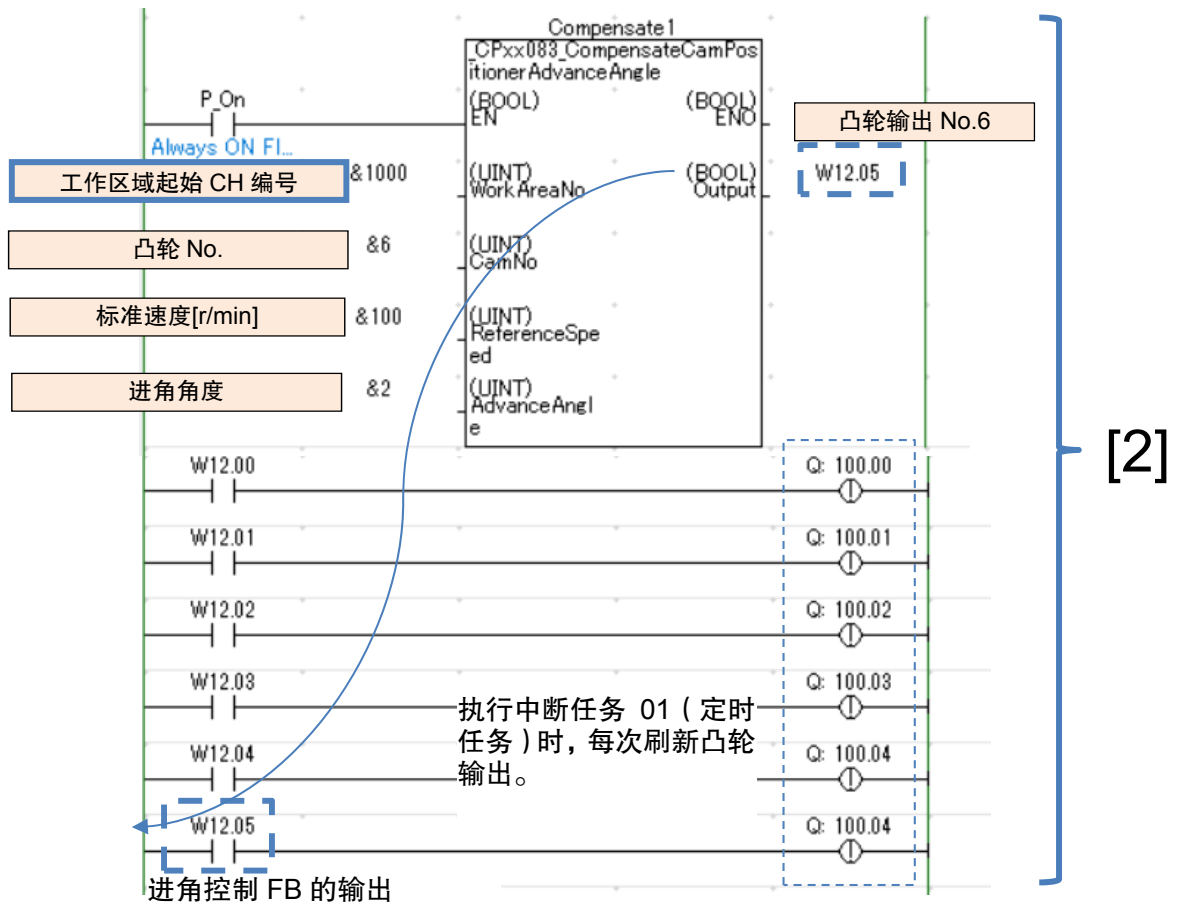 Compensate1
_CPxx083_CompensateCamPos
itionerAdvanceAngle
P_On
(BOOL)
EN
(BOOL)
ENO
凸轮输出 No.6
Always ON Fl...
工作区域起始 CH 编号
&1000
(UINT)
WorkAreaNo
(BOOL)
Output
W12.05
凸轮 No.
&6
(UINT)
CamNo
标准速度[r/min]
&100
(UINT)
ReferenceSpe
ed
进角角度
&2
(UINT)
AdvanceAngl
e
[2]
W12.00
Q: 100.00
W12.01
Q: 100.01
W12.02
Q: 100.02
W12.03
Q: 100.03
执行中断任务 01（定时
任务）时，每次刷新凸轮
输出。
W12.04
Q: 100.04
W12.05
Q: 100.04
进角控制 FB 的输出